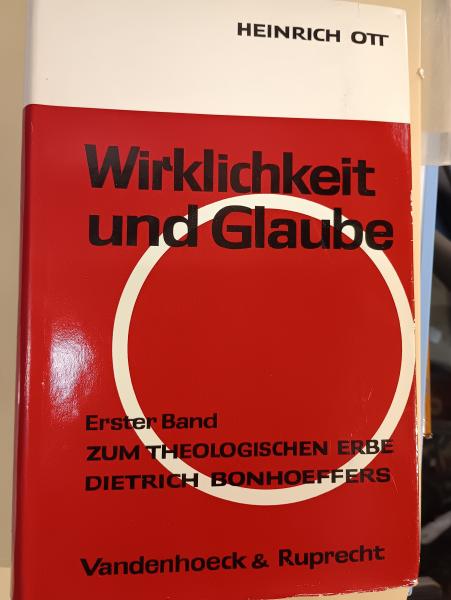 HEINRICH OTT
Wirklichkeit
und Glaube
Erster Band
ZUM THEOLOGISCHEN ERBE
DIETRICH BONHOEFFERS
Vandenhoeck & Ruprecht